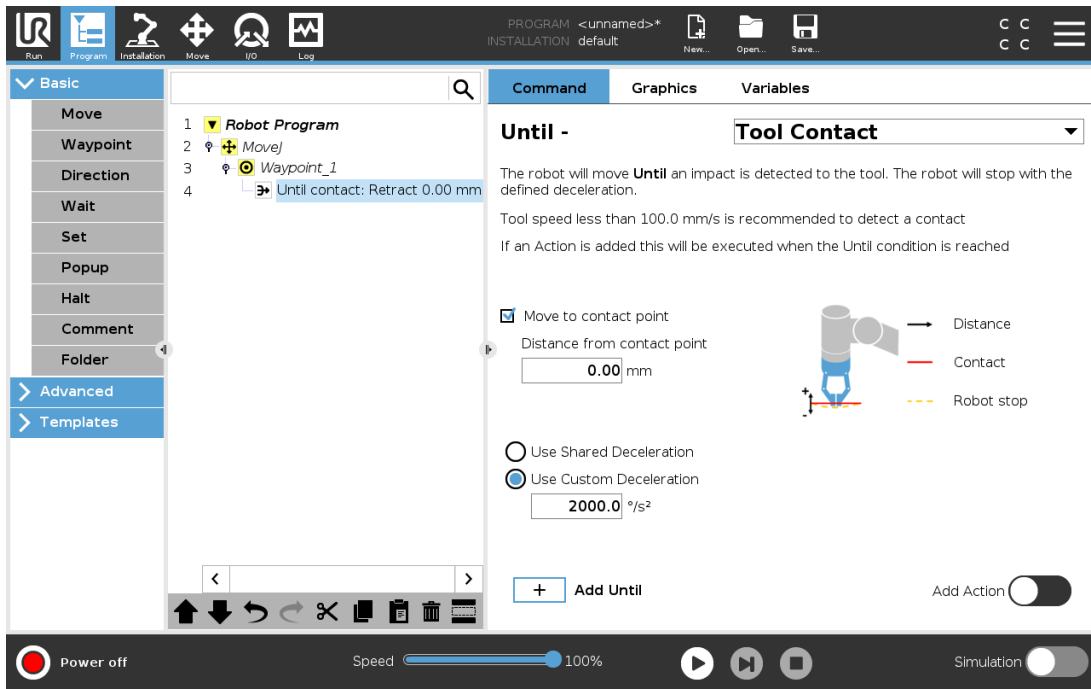 PROGRAM <unnamed>*
INSTALLATION default
UR
Run
Program
Installation
Move
I/O
Log
New...
Open...
Save...
C C
C C
Basic
Move
Waypoint
Direction
Wait
Set
Popup
Halt
Comment
Folder
Advanced
Templates
1 Robot Program
2 MoveJ
3 Waypoint_1
4 Until contact: Retract 0.00 mm
Command Graphics Variables
Until - Tool Contact
The robot will move Until an impact is detected to the tool. The robot will stop with the
defined deceleration.
Tool speed less than 100.0 mm/s is recommended to detect a contact
If an Action is added this will be executed when the Until condition is reached
Move to contact point
Distance from contact point
0.00 mm
+
-
Distance
Contact
Robot stop
Use Shared Deceleration
Use Custom Deceleration
2000.0 °/s²
+ Add Until
Add Action
Power off
Speed 100%
Simulation